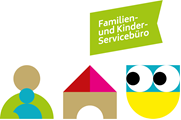 Familien-
und Kinder-
Servicebüro